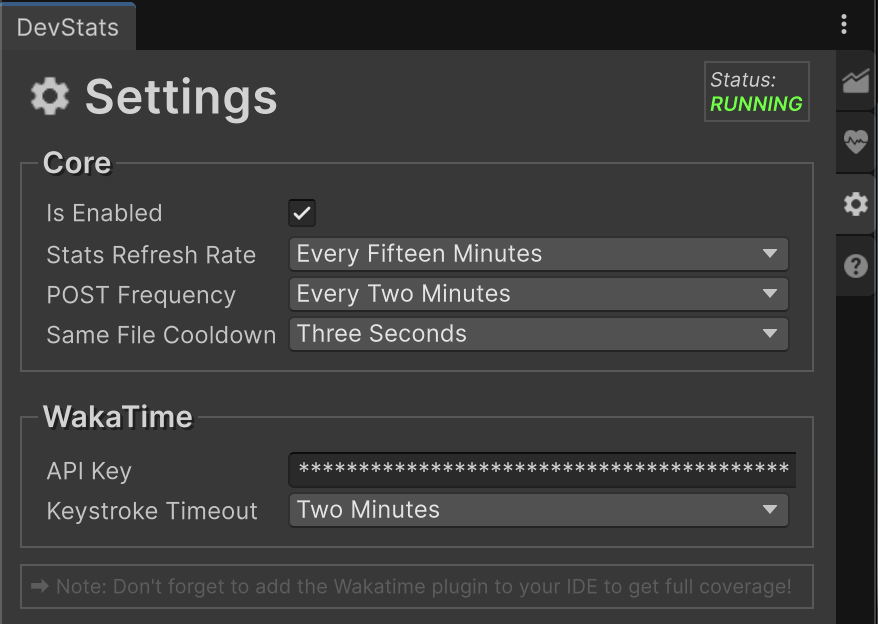 DevStats
Settings
Status:
RUNNING
Core
Is Enabled
Stats Refresh Rate Every Fifteen Minutes
POST Frequency Every Two Minutes
Same File Cooldown Three Seconds
WakaTime
API Key *****************************************
Keystroke Timeout Two Minutes
➡ Note: Don't forget to add the Wakatime plugin to your IDE to get full coverage!